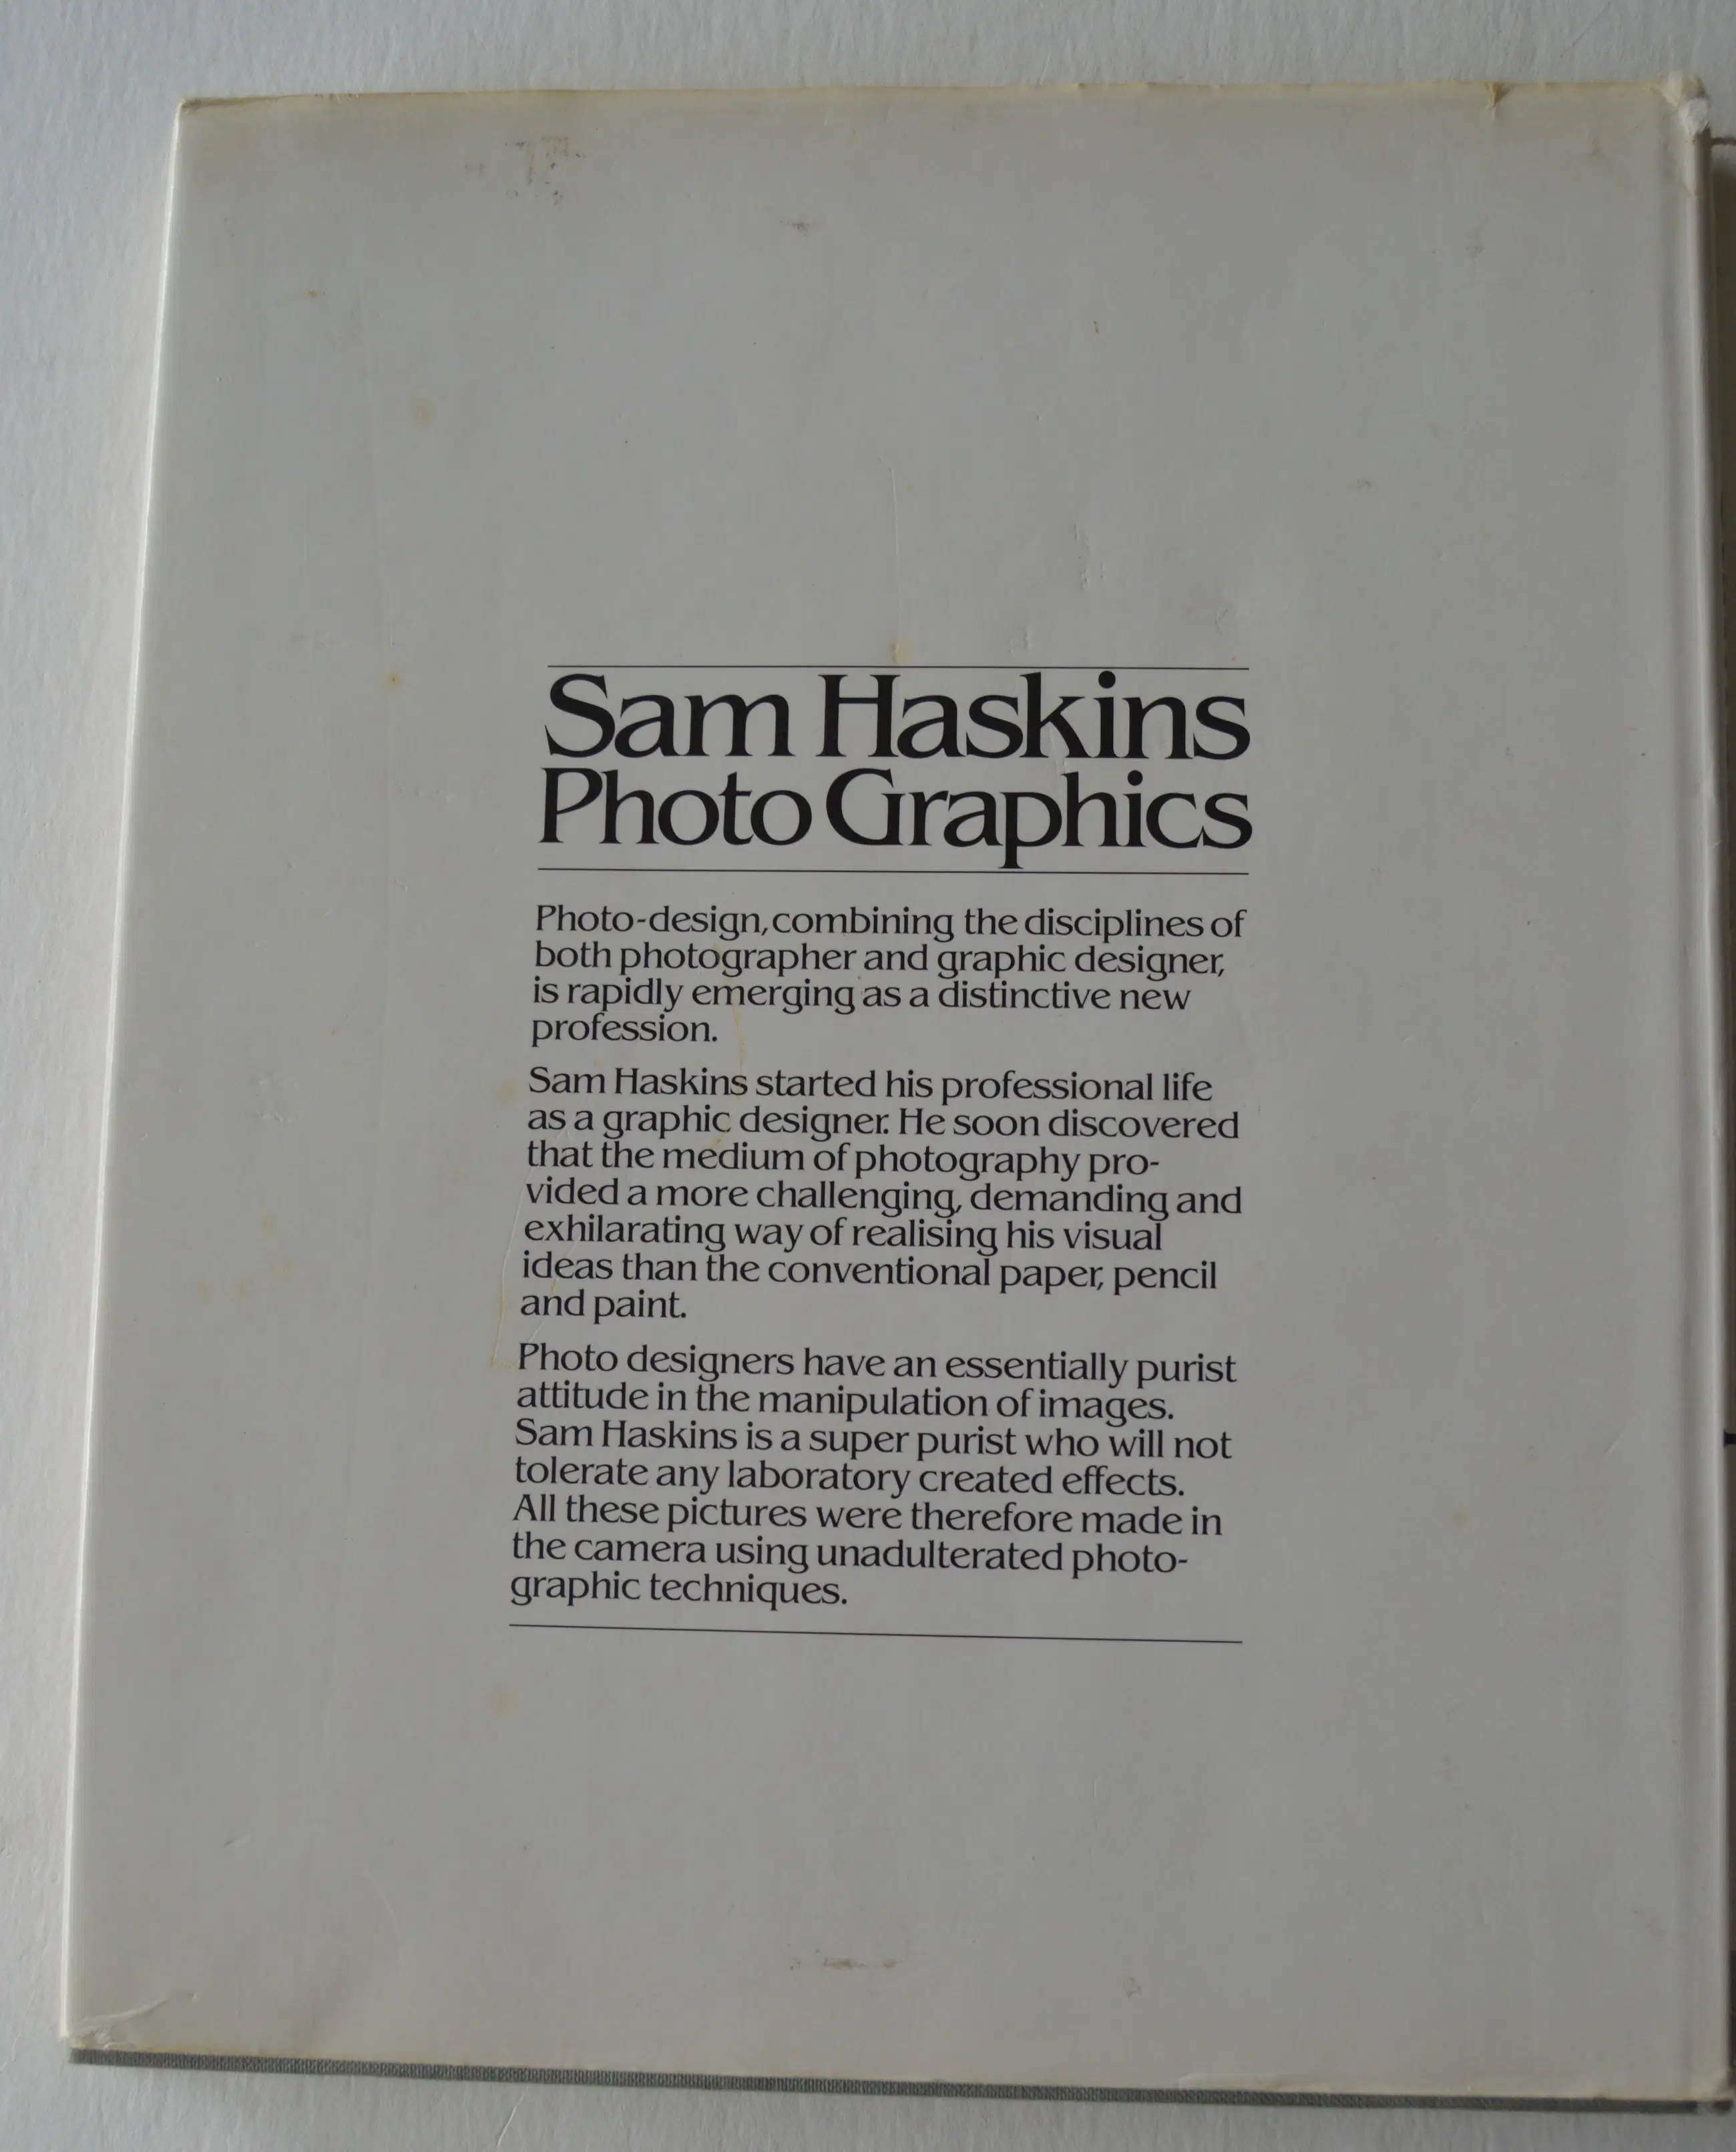 Sam Haskins
Photo Graphics
Photo-design, combining the disciplines of
both photographer and graphic designer,
is rapidly emerging as a distinctive new
profession.
Sam Haskins started his professional life
as a graphic designer. He soon discovered
that the medium of photography pro-
vided a more challenging, demanding and
exhilarating way of realising his visual
ideas than the conventional paper, pencil
and paint.
Photo designers have an essentially purist
attitude in the manipulation of images.
Sam Haskins is a super purist who will not
tolerate any laboratory created effects.
All these pictures were therefore made in
the camera using unadulterated photo-
graphic techniques.